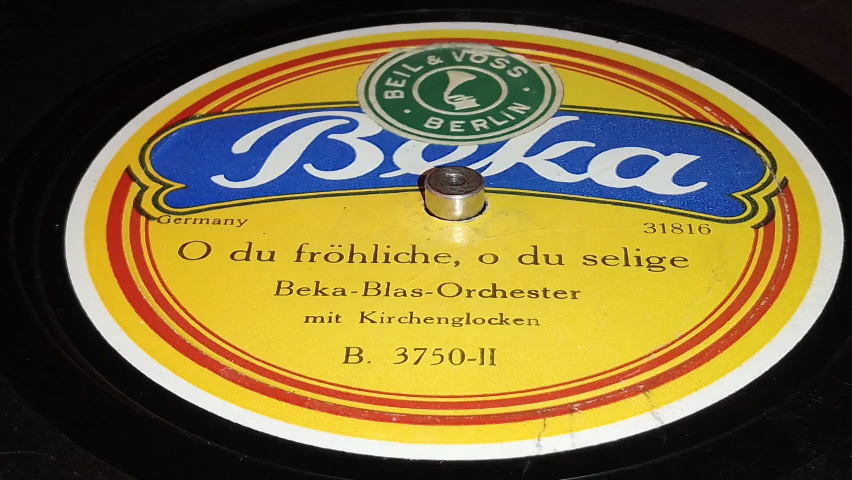 BEIL & VOSS
BERLIN
Beka
Germany
31816
O du fröhliche, o du selige
Beka-Blas-Orchester
mit Kirchenglocken
B. 3750-II